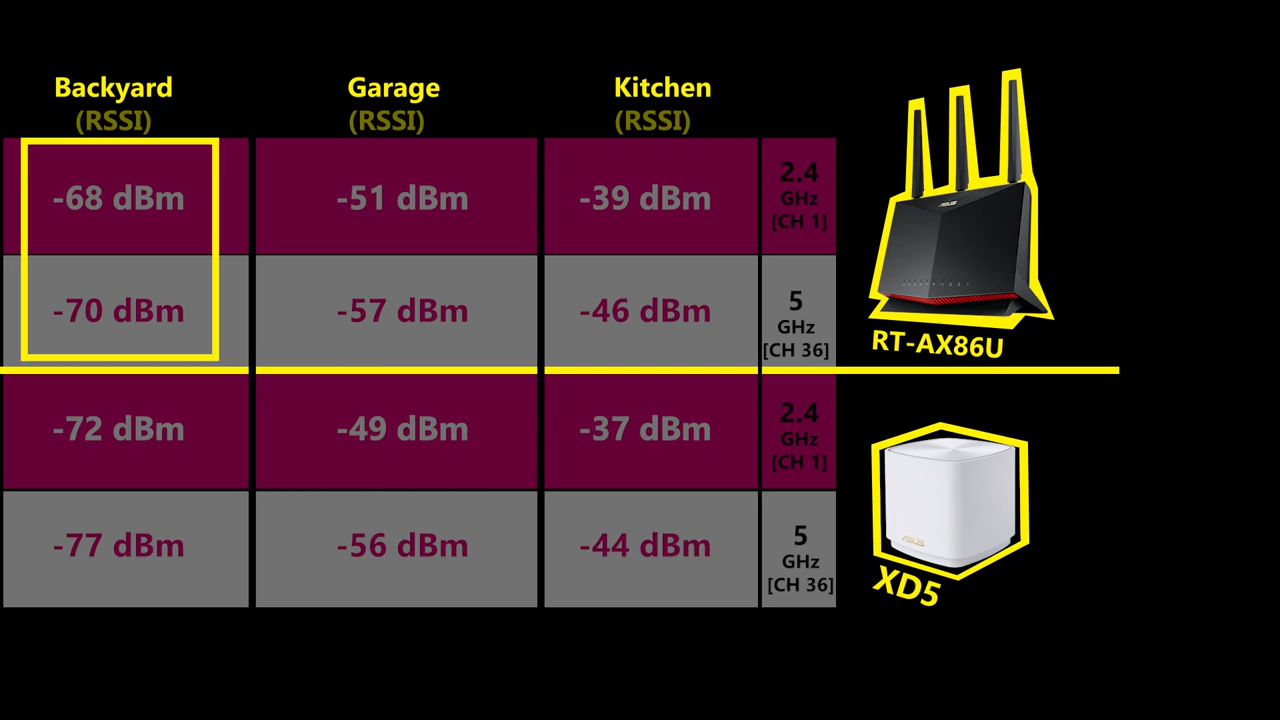 Backyard Garage Kitchen
(RSSI) (RSSI) (RSSI)
-68 dBm -51 dBm -39 dBm 2.4
GHz
[CH 1]
-70 dBm -57 dBm -46 dBm 5
GHz
[CH 36]
ASUS
RT-AX86U
-72 dBm -49 dBm -37 dBm 2.4
GHz
[CH 1]
-77 dBm -56 dBm -44 dBm 5
GHz
[CH 36]
ASUS
XD5